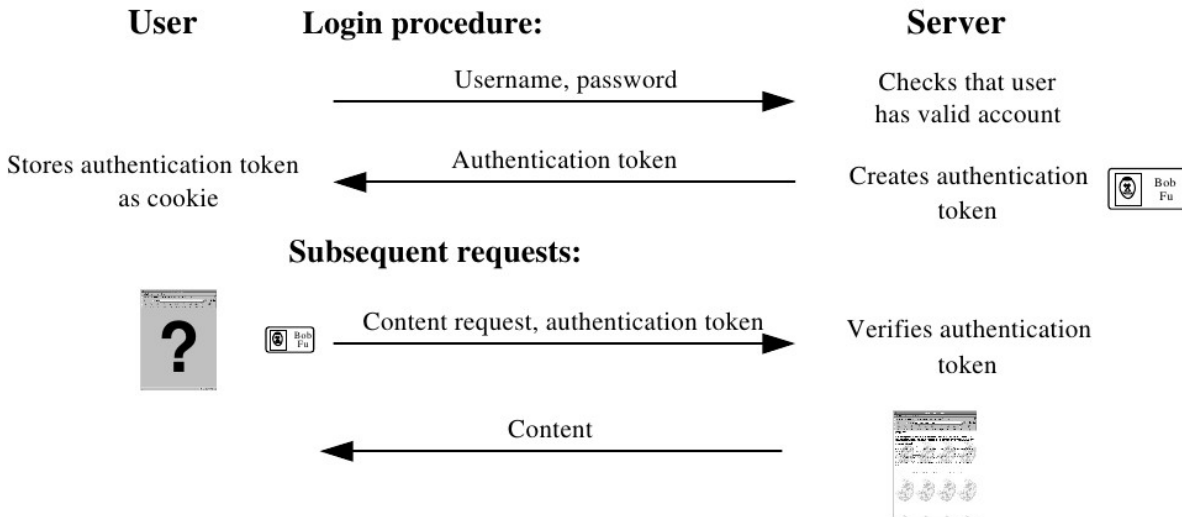 User
Login procedure:
Server
Username, password
Checks that user
has valid account
Stores authentication token
as cookie
Authentication token
Creates authentication
token
Bob
Fu
Subsequent requests:
?
Bob
Fu
Content request, authentication token
Verifies authentication
token
Content